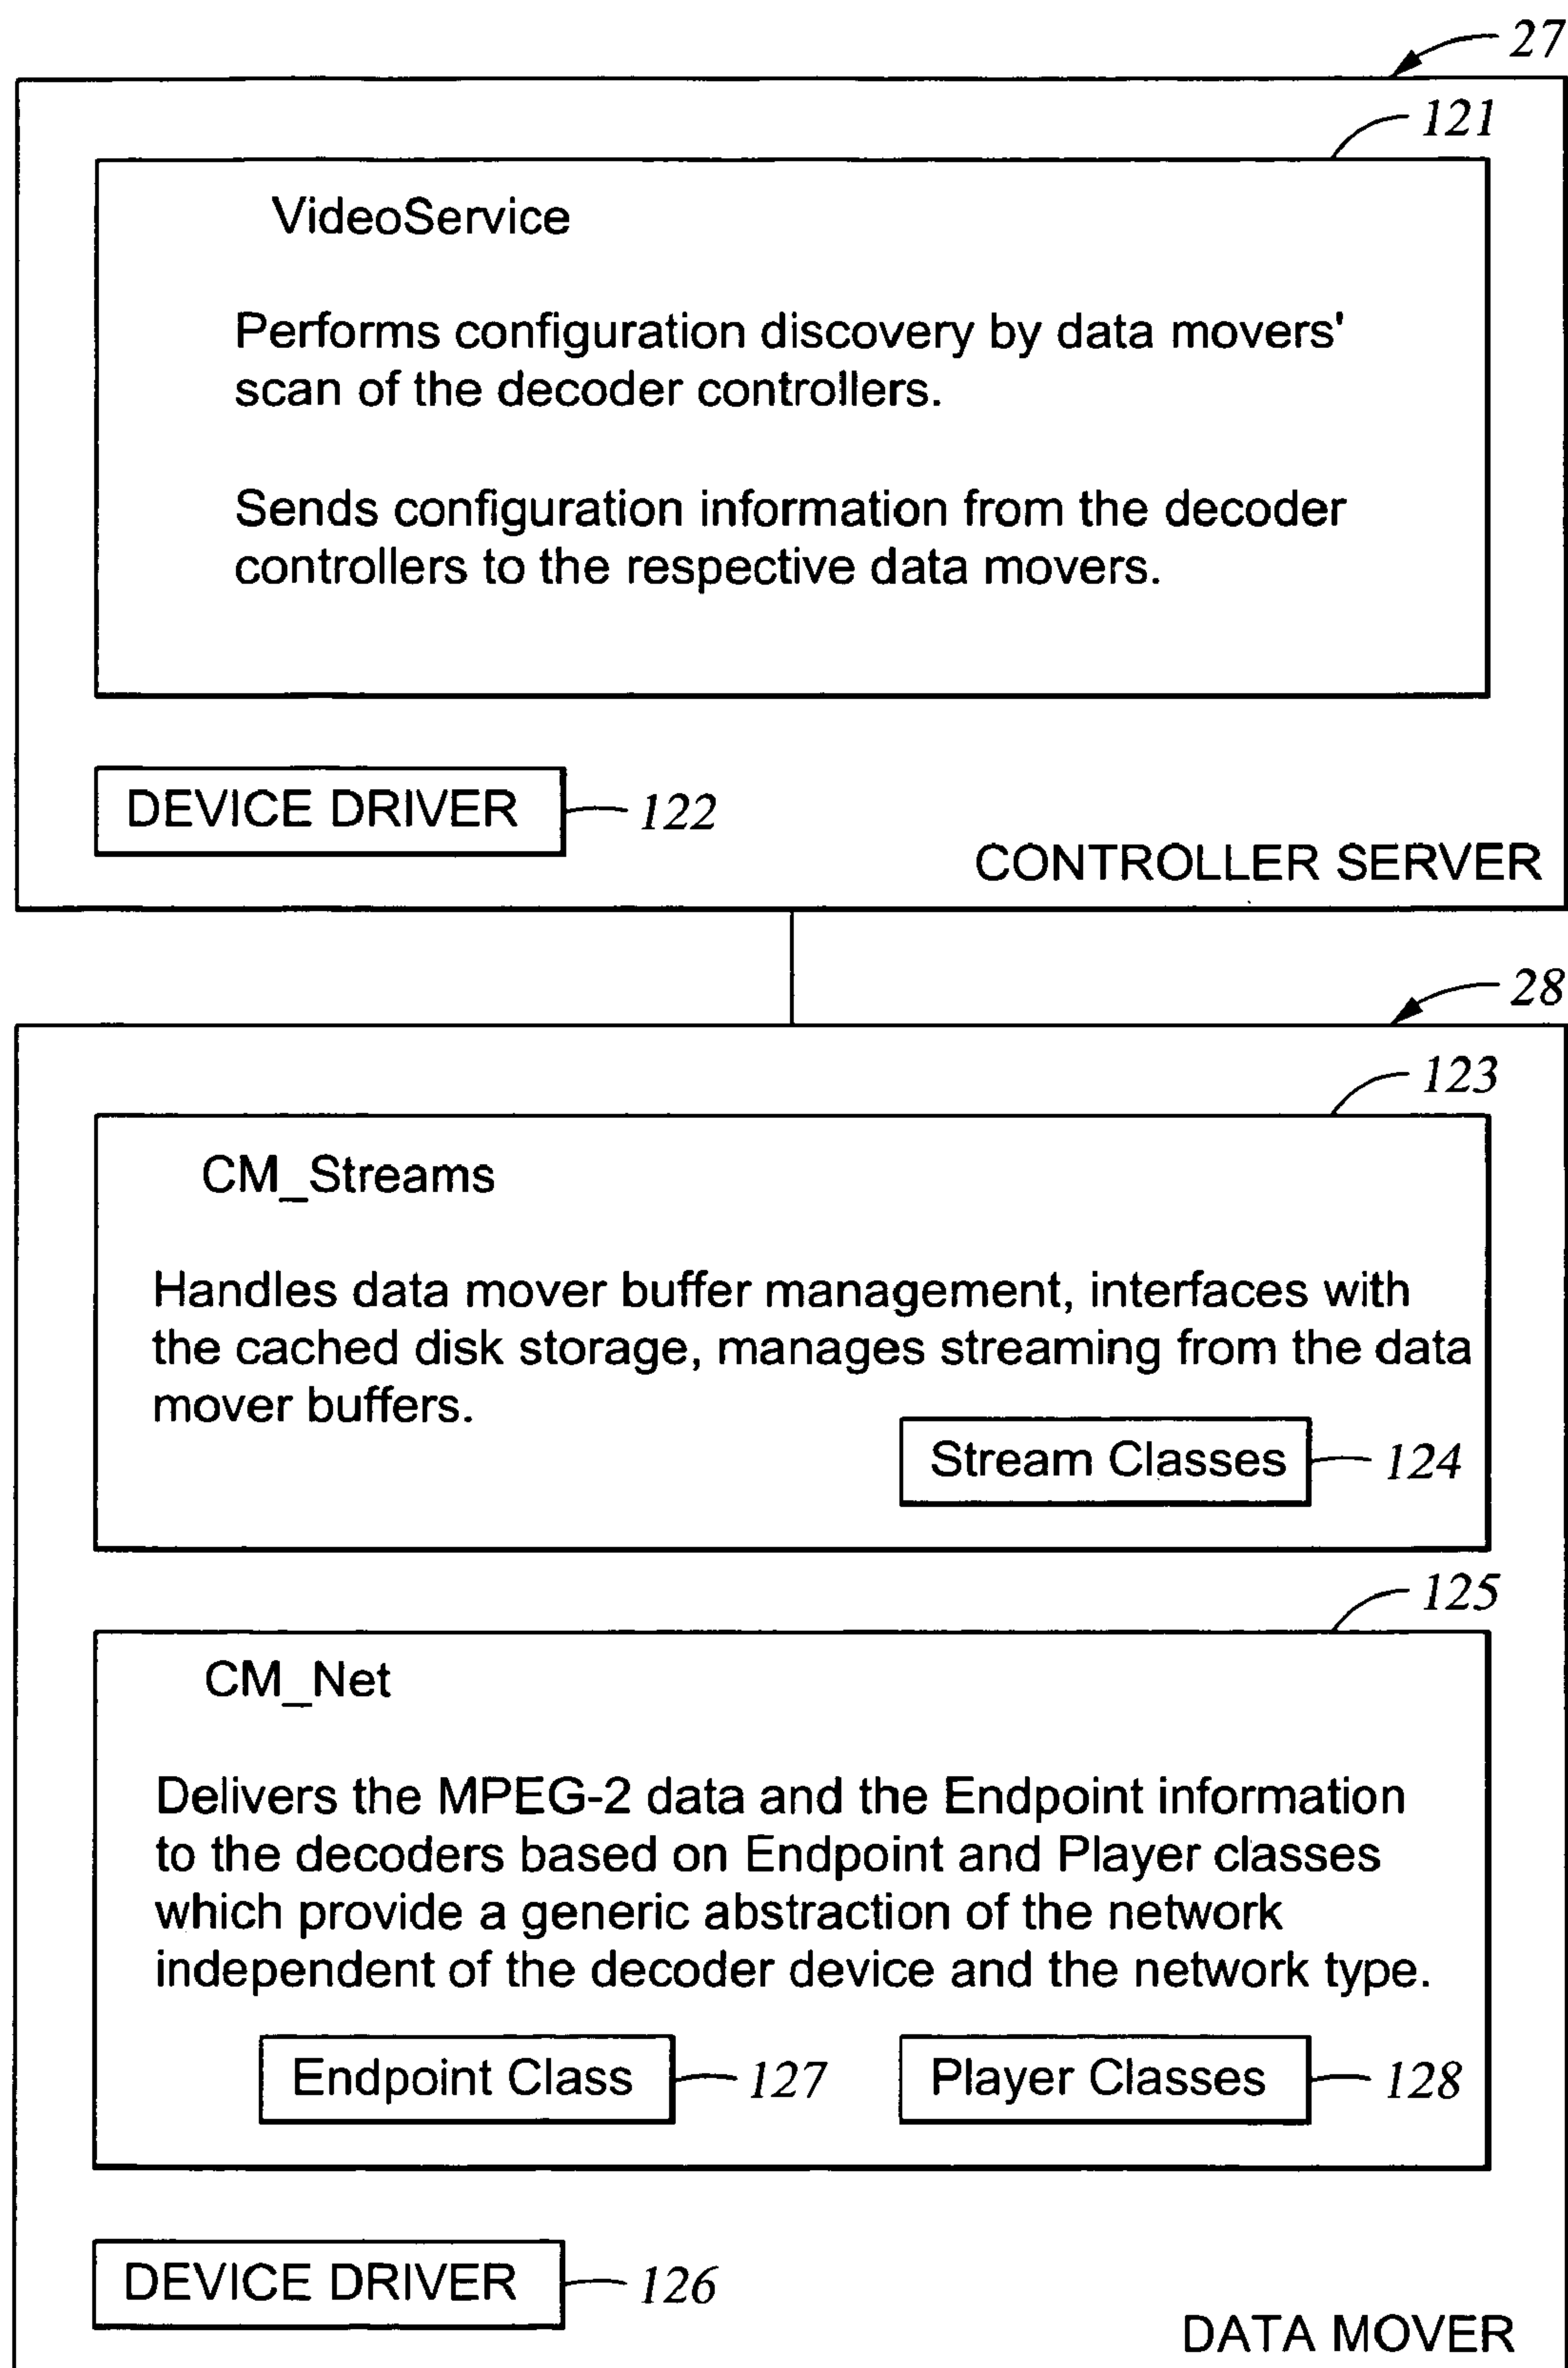 27
121
VideoService
Performs configuration discovery by data movers'
scan of the decoder controllers.
Sends configuration information from the decoder
controllers to the respective data movers.
DEVICE DRIVER
122
CONTROLLER SERVER
28
123
CM_Streams
Handles data mover buffer management, interfaces with
the cached disk storage, manages streaming from the data
mover buffers.
Stream Classes
124
125
CM_Net
Delivers the MPEG-2 data and the Endpoint information
to the decoders based on Endpoint and Player classes
which provide a generic abstraction of the network
independent of the decoder device and the network type.
Endpoint Class
127
Player Classes
128
DEVICE DRIVER
126
DATA MOVER